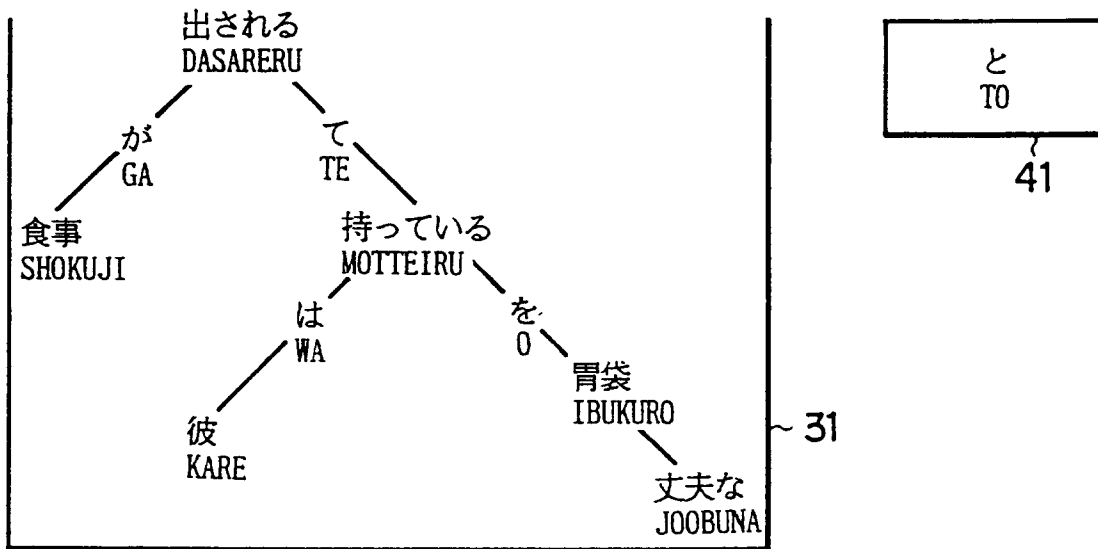 出される
DASARERU
と
TO
41
が
GA
て
TE
食事
SHOKUJI
持っている
MOTTEIRU
は
WA
を
O
胃袋
IBUKURO
彼
KARE
31
丈夫な
JOOBUNA